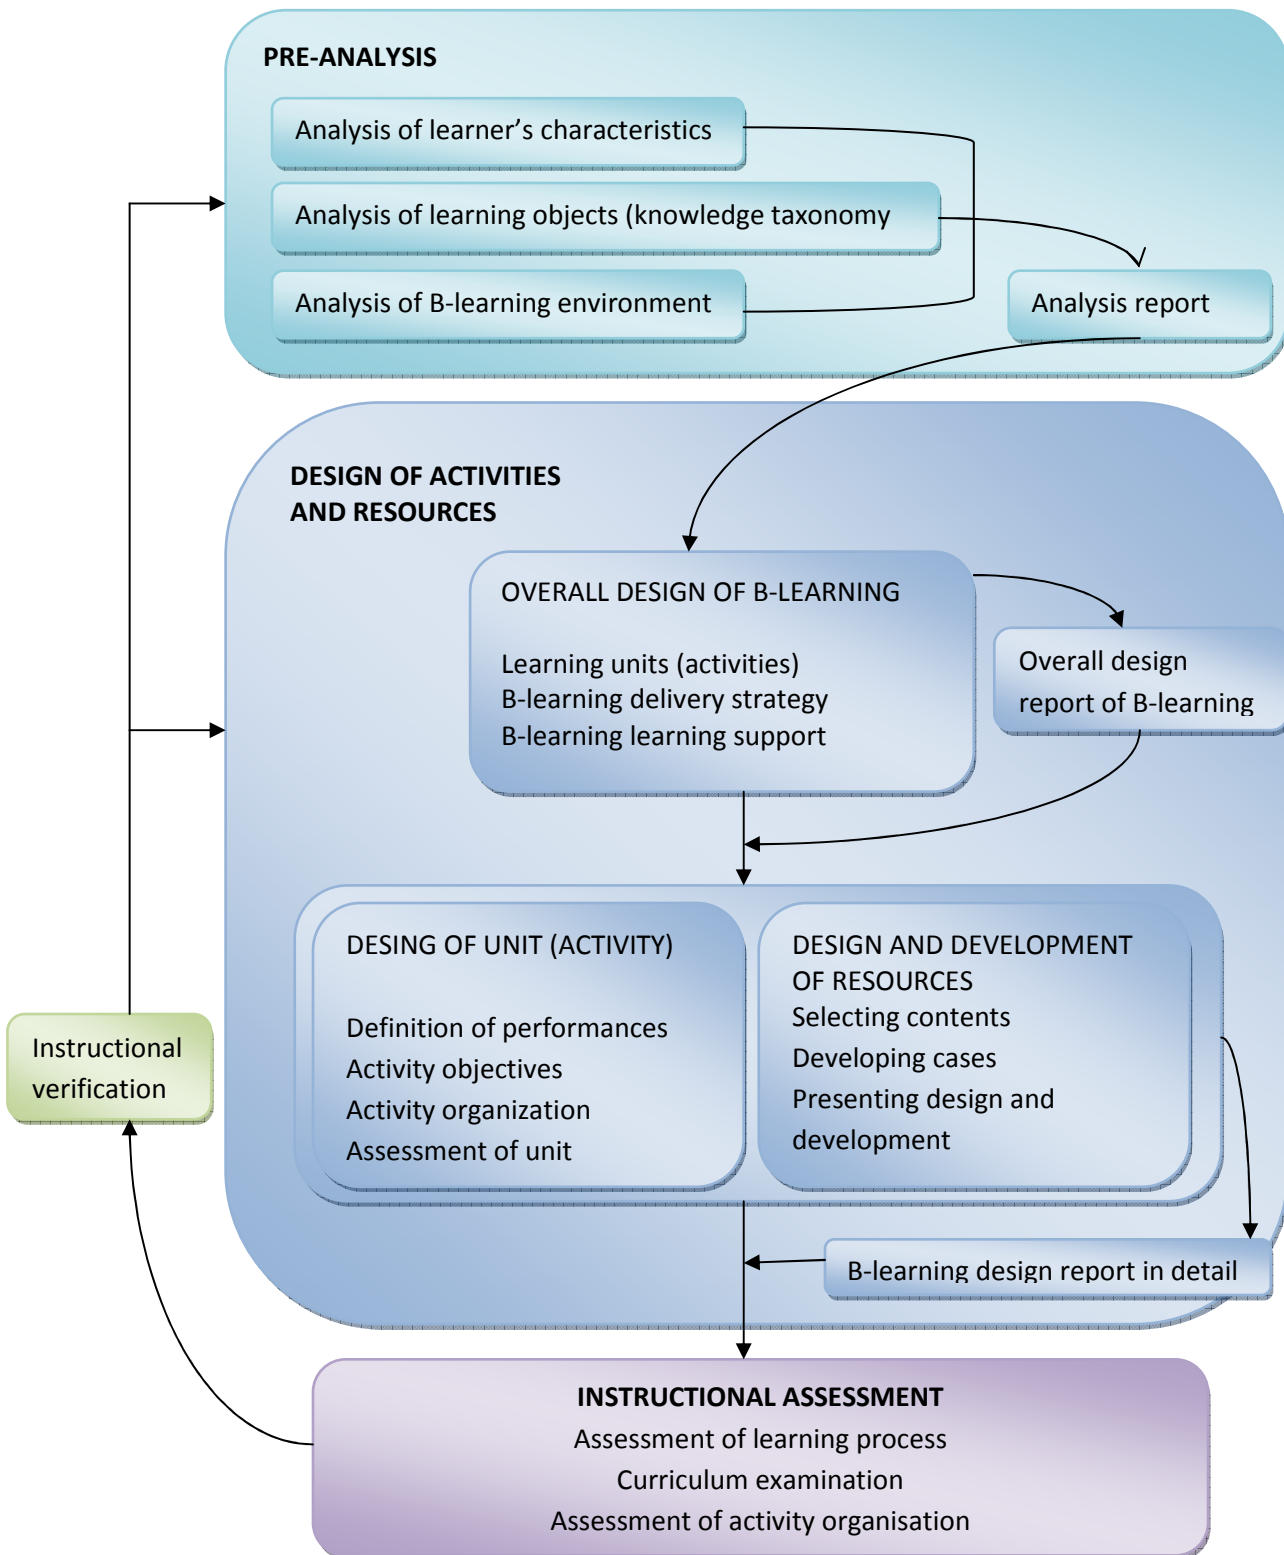 PRE-ANALYSIS
Analysis of learner's characteristics
Analysis of learning objects (knowledge taxonomy
Analysis of B-learning environment
Analysis report
DESIGN OF ACTIVITIES
AND RESOURCES
OVERALL DESIGN OF B-LEARNING
Learning units (activities)
B-learning delivery strategy
B-learning learning support
Overall design
report of B-learning
DESING OF UNIT (ACTIVITY)
Definition of performances
Activity objectives
Activity organization
Assessment of unit
DESIGN AND DEVELOPMENT
OF RESOURCES
Selecting contents
Developing cases
Presenting design and
development
Instructional
verification
B-learning design report in detail
INSTRUCTIONAL ASSESSMENT
Assessment of learning process
Curriculum examination
Assessment of activity organisation